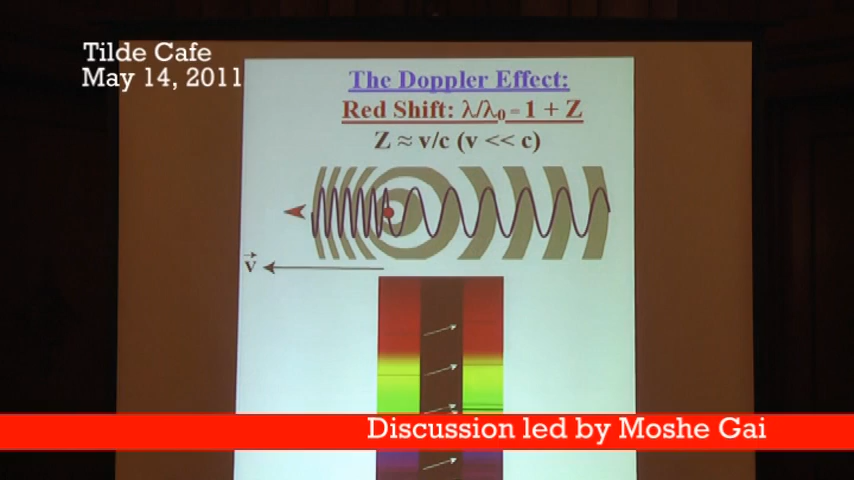 Tilde Cafe
May 14, 2011
The Doppler Effect:
Red Shift: λ/λ₀ = 1 + Z
Z ≈ v/c (v << c)
v⃗
Discussion led by Moshe Gai